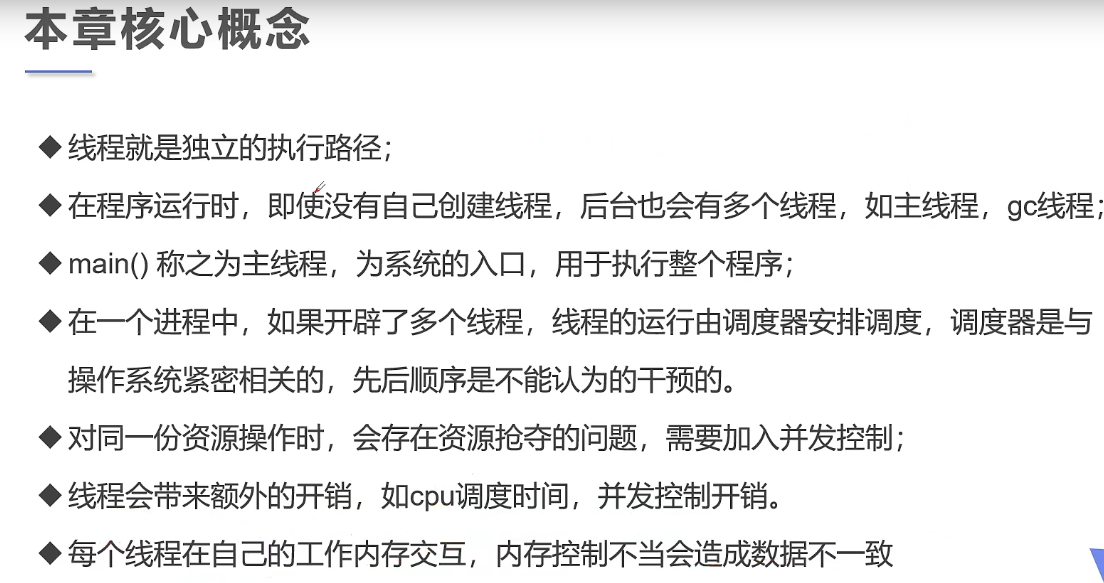 本章核心概念
◆线程就是独立的执行路径；
◆在程序运行时，即使没有自己创建线程，后台也会有多个线程，如主线程，gc线程；
◆main() 称之为主线程，为系统的入口，用于执行整个程序；
◆在一个进程中，如果开辟了多个线程，线程的运行由调度器安排调度，调度器是与
操作系统紧密相关的，先后顺序是不能认为的干预的。
◆对同一份资源操作时，会存在资源抢夺的问题，需要加入并发控制；
◆线程会带来额外的开销，如cpu调度时间，并发控制开销。
◆每个线程在自己的工作内存交互，内存控制不当会造成数据不一致